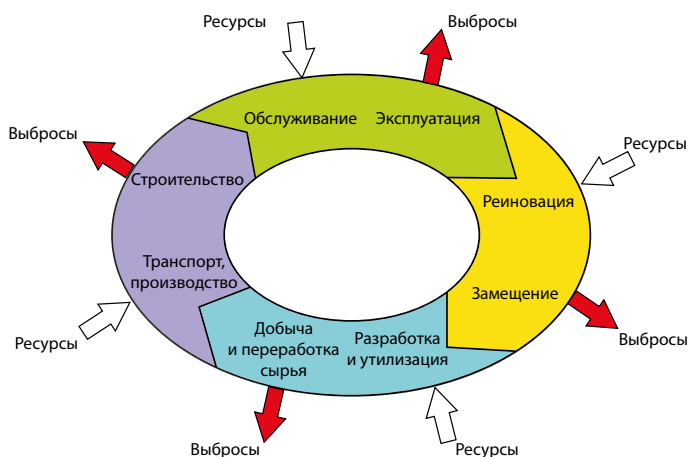 Ресурсы
Выбросы
Обслуживание
Эксплуатация
Выбросы
Ресурсы
Строительство
Реиновация
Транспорт,
производство
Замещение
Добыча
и переработка
сырья
Разработка
и утилизация
Ресурсы
Выбросы
Выбросы
Ресурсы